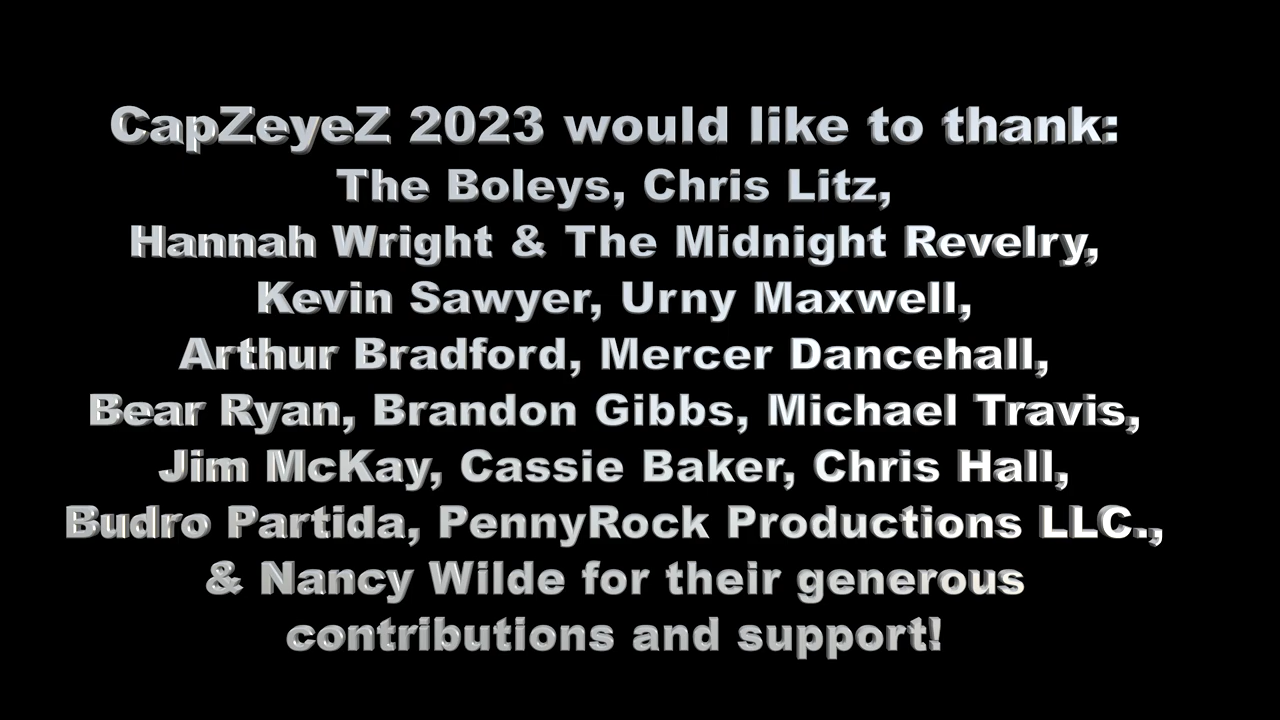 CapZeyeZ 2023 would like to thank:
The Boleys, Chris Litz,
Hannah Wright & The Midnight Revelry,
Kevin Sawyer, Urny Maxwell,
Arthur Bradford, Mercer Dancehall,
Bear Ryan, Brandon Gibbs, Michael Travis,
Jim McKay, Cassie Baker, Chris Hall,
Budro Partida, PennyRock Productions LLC.,
& Nancy Wilde for their generous
contributions and support!